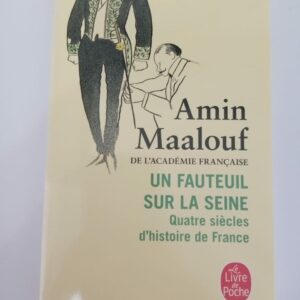 Amin
Maalouf
DE L'ACADÉMIE FRANÇAISE
UN FAUTEUIL
SUR LA SEINE
Quatre siècles
d'histoire de France
Le
Livre
de
Poche